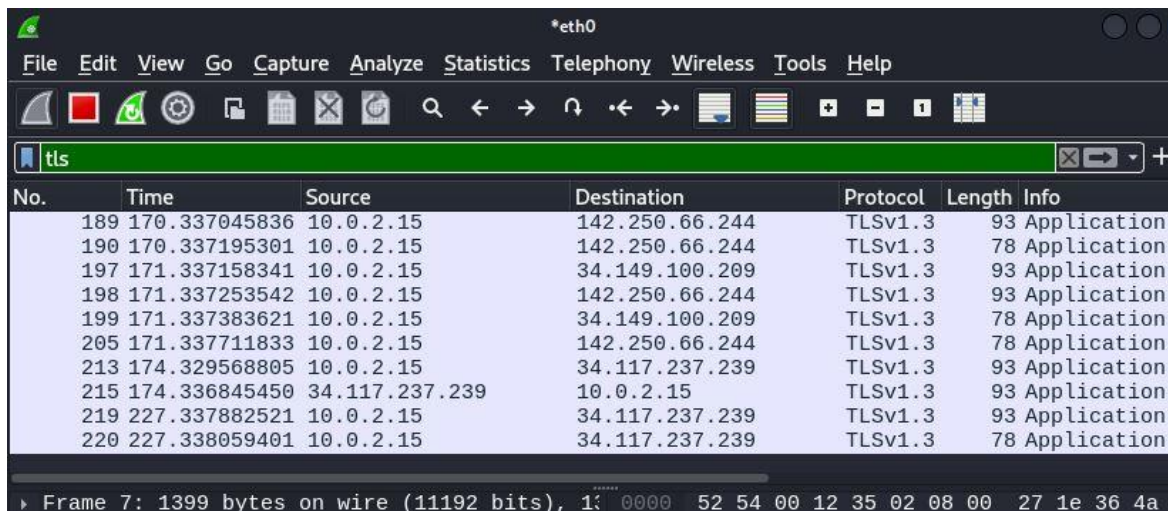 *eth0
File Edit View Go Capture Analyze Statistics Telephony Wireless Tools Help
tls
No. Time Source Destination Protocol Length Info
189 170.337045836 10.0.2.15 142.250.66.244 TLSv1.3 93 Application
190 170.337195301 10.0.2.15 142.250.66.244 TLSv1.3 78 Application
197 171.337158341 10.0.2.15 34.149.100.209 TLSv1.3 93 Application
198 171.337253542 10.0.2.15 142.250.66.244 TLSv1.3 93 Application
199 171.337383621 10.0.2.15 34.149.100.209 TLSv1.3 78 Application
205 171.337711833 10.0.2.15 142.250.66.244 TLSv1.3 78 Application
213 174.329568805 10.0.2.15 34.117.237.239 TLSv1.3 93 Application
215 174.336845450 34.117.237.239 10.0.2.15 TLSv1.3 93 Application
219 227.337882521 10.0.2.15 34.117.237.239 TLSv1.3 93 Application
220 227.338059401 10.0.2.15 34.117.237.239 TLSv1.3 78 Application
Frame 7: 1399 bytes on wire (11192 bits), 0000 52 54 00 12 35 02 08 00 27 1e 36 4a